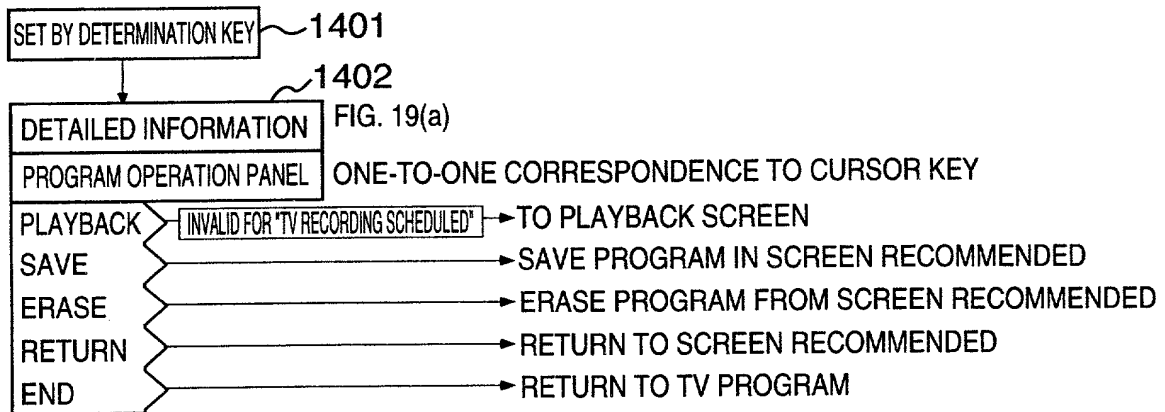 SET BY DETERMINATION KEY 1401
1402
DETAILED INFORMATION FIG. 19(a)
PROGRAM OPERATION PANEL ONE-TO-ONE CORRESPONDENCE TO CURSOR KEY
PLAYBACK INVALID FOR "TV RECORDING SCHEDULED" TO PLAYBACK SCREEN
SAVE SAVE PROGRAM IN SCREEN RECOMMENDED
ERASE ERASE PROGRAM FROM SCREEN RECOMMENDED
RETURN RETURN TO SCREEN RECOMMENDED
END RETURN TO TV PROGRAM